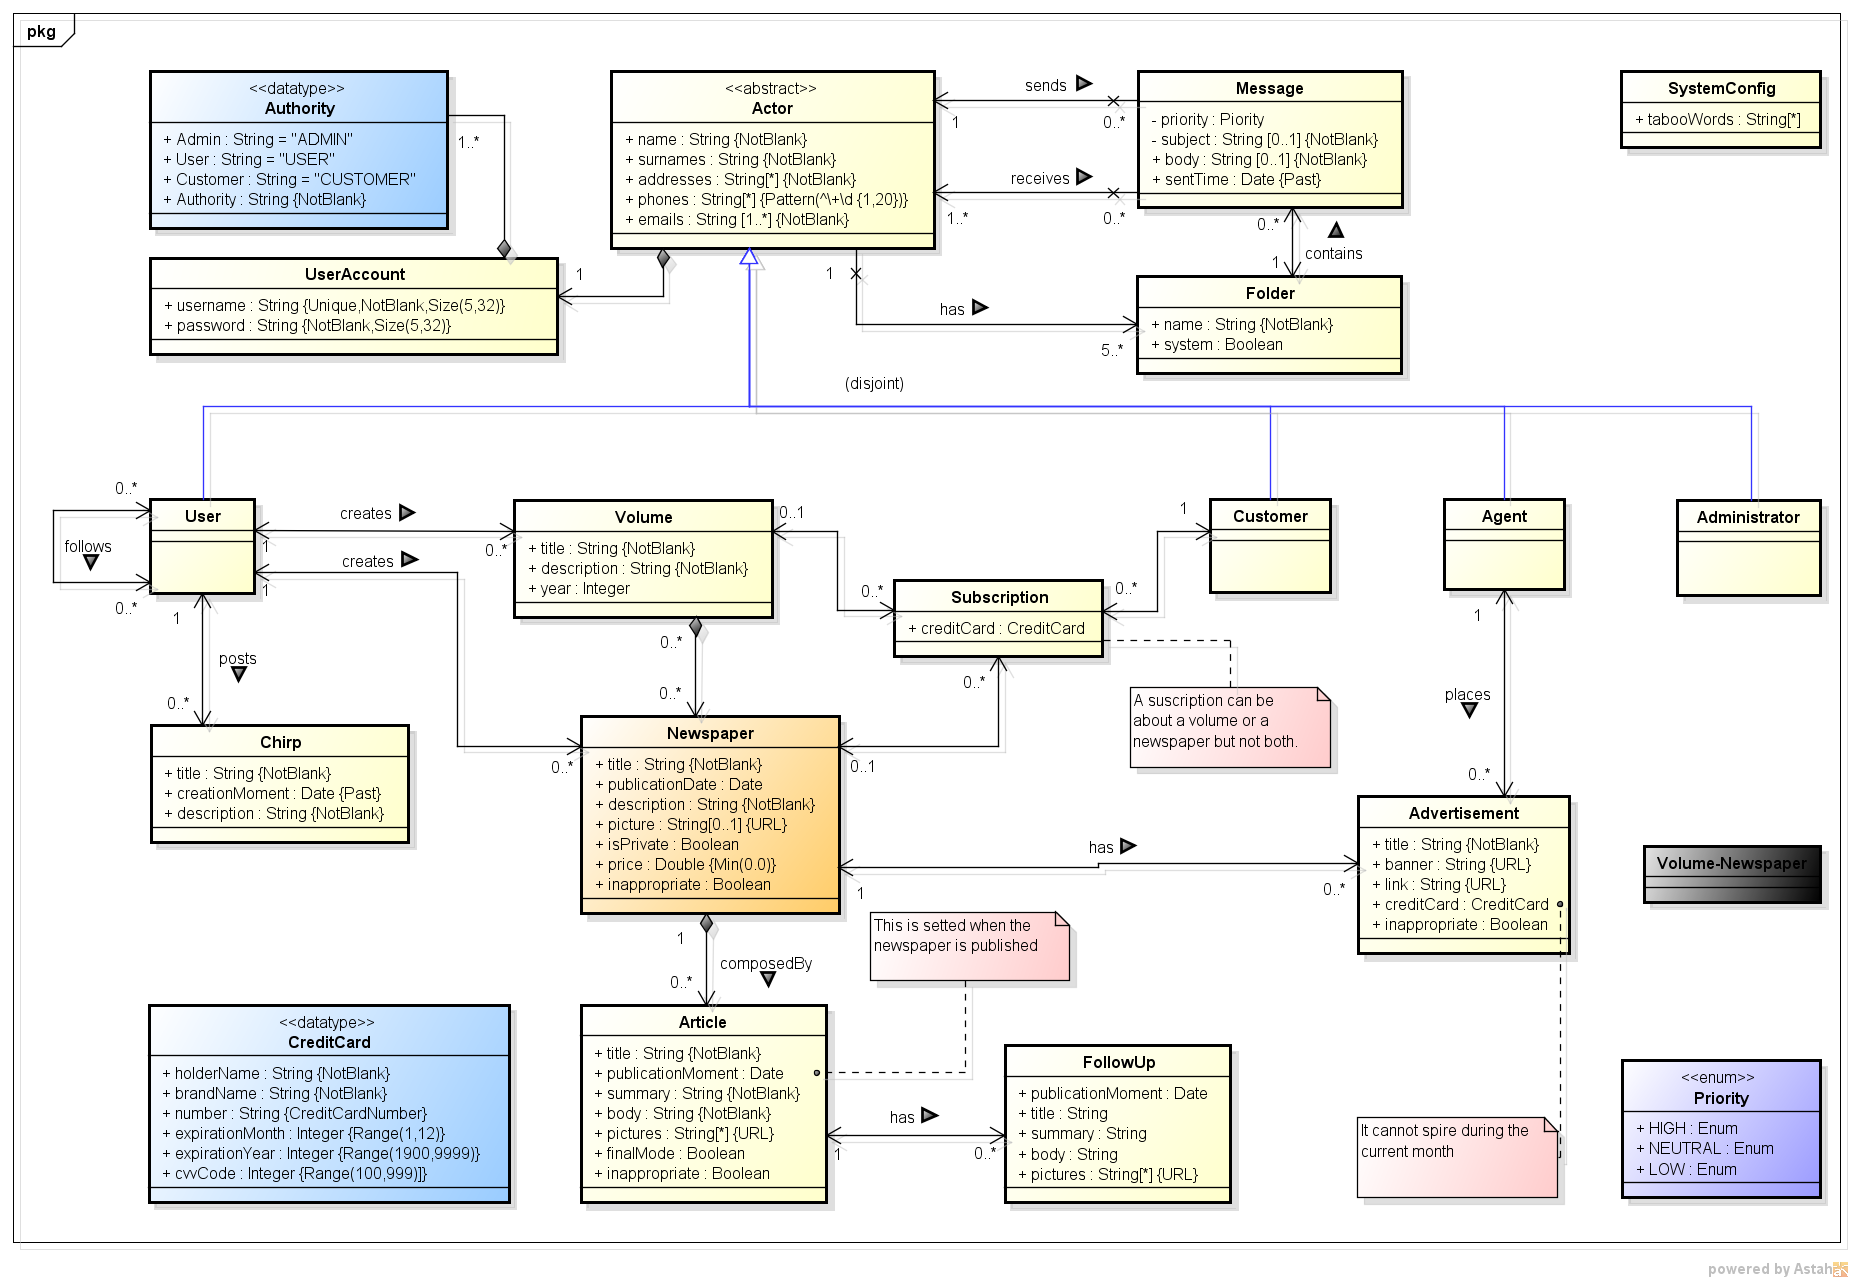 pkg
<<datatype>>
Authority
+ Admin : String = "ADMIN"
+ User : String = "USER"
+ Customer : String = "CUSTOMER"
+ Authority : String {NotBlank}
1..*
UserAccount
+ username : String {Unique,NotBlank,Size(5,32)}
+ password : String {NotBlank,Size(5,32)}
1
<<abstract>>
Actor
+ name : String {NotBlank}
+ surnames : String {NotBlank}
+ addresses : String[*] {NotBlank}
+ phones : String[*] {Pattern(^\+\d {1,20})}
+ emails : String [1..*] {NotBlank}
sends
1
0..*
receives
1..*
0..*
Message
- priority : Piority
- subject : String [0..1] {NotBlank}
+ body : String [0..1] {NotBlank}
+ sentTime : Date {Past}
0..*
contains
1
1
has
5..*
Folder
+ name : String {NotBlank}
+ system : Boolean
SystemConfig
+ tabooWords : String[*]
(disjoint)
0..*
follows
0..*
User
creates
1
0..*
creates
1
0..*
1
posts
0..*
Volume
+ title : String {NotBlank}
+ description : String {NotBlank}
+ year : Integer
0..1
0..*
Subscription
+ creditCard : CreditCard
1
0..*
Customer
Agent
Administrator
0..*
0..*
0..*
0..1
A suscription can be
about a volume or a
newspaper but not both.
1
places
0..*
Chirp
+ title : String {NotBlank}
+ creationMoment : Date {Past}
+ description : String {NotBlank}
Newspaper
+ title : String {NotBlank}
+ publicationDate : Date
+ description : String {NotBlank}
+ picture : String[0..1] {URL}
+ isPrivate : Boolean
+ price : Double {Min(0.0)}
+ inappropriate : Boolean
has
1
0..*
Advertisement
+ title : String {NotBlank}
+ banner : String {URL}
+ link : String {URL}
+ creditCard : CreditCard
+ inappropriate : Boolean
Volume-Newspaper
1
composedBy
0..*
This is setted when the
newspaper is published
<<datatype>>
CreditCard
+ holderName : String {NotBlank}
+ brandName : String {NotBlank}
+ number : String {CreditCardNumber}
+ expirationMonth : Integer {Range(1,12)}
+ expirationYear : Integer {Range(1900,9999)}
+ cvvCode : Integer {Range(100,999)]}
Article
+ title : String {NotBlank}
+ publicationMoment : Date
+ summary : String {NotBlank}
+ body : String {NotBlank}
+ pictures : String[*] {URL}
+ finalMode : Boolean
+ inappropriate : Boolean
has
1
0..*
FollowUp
+ publicationMoment : Date
+ title : String
+ summary : String
+ body : String
+ pictures : String[*] {URL}
It cannot spire during the
current month
<<enum>>
Priority
+ HIGH : Enum
+ NEUTRAL : Enum
+ LOW : Enum
powered by Astah